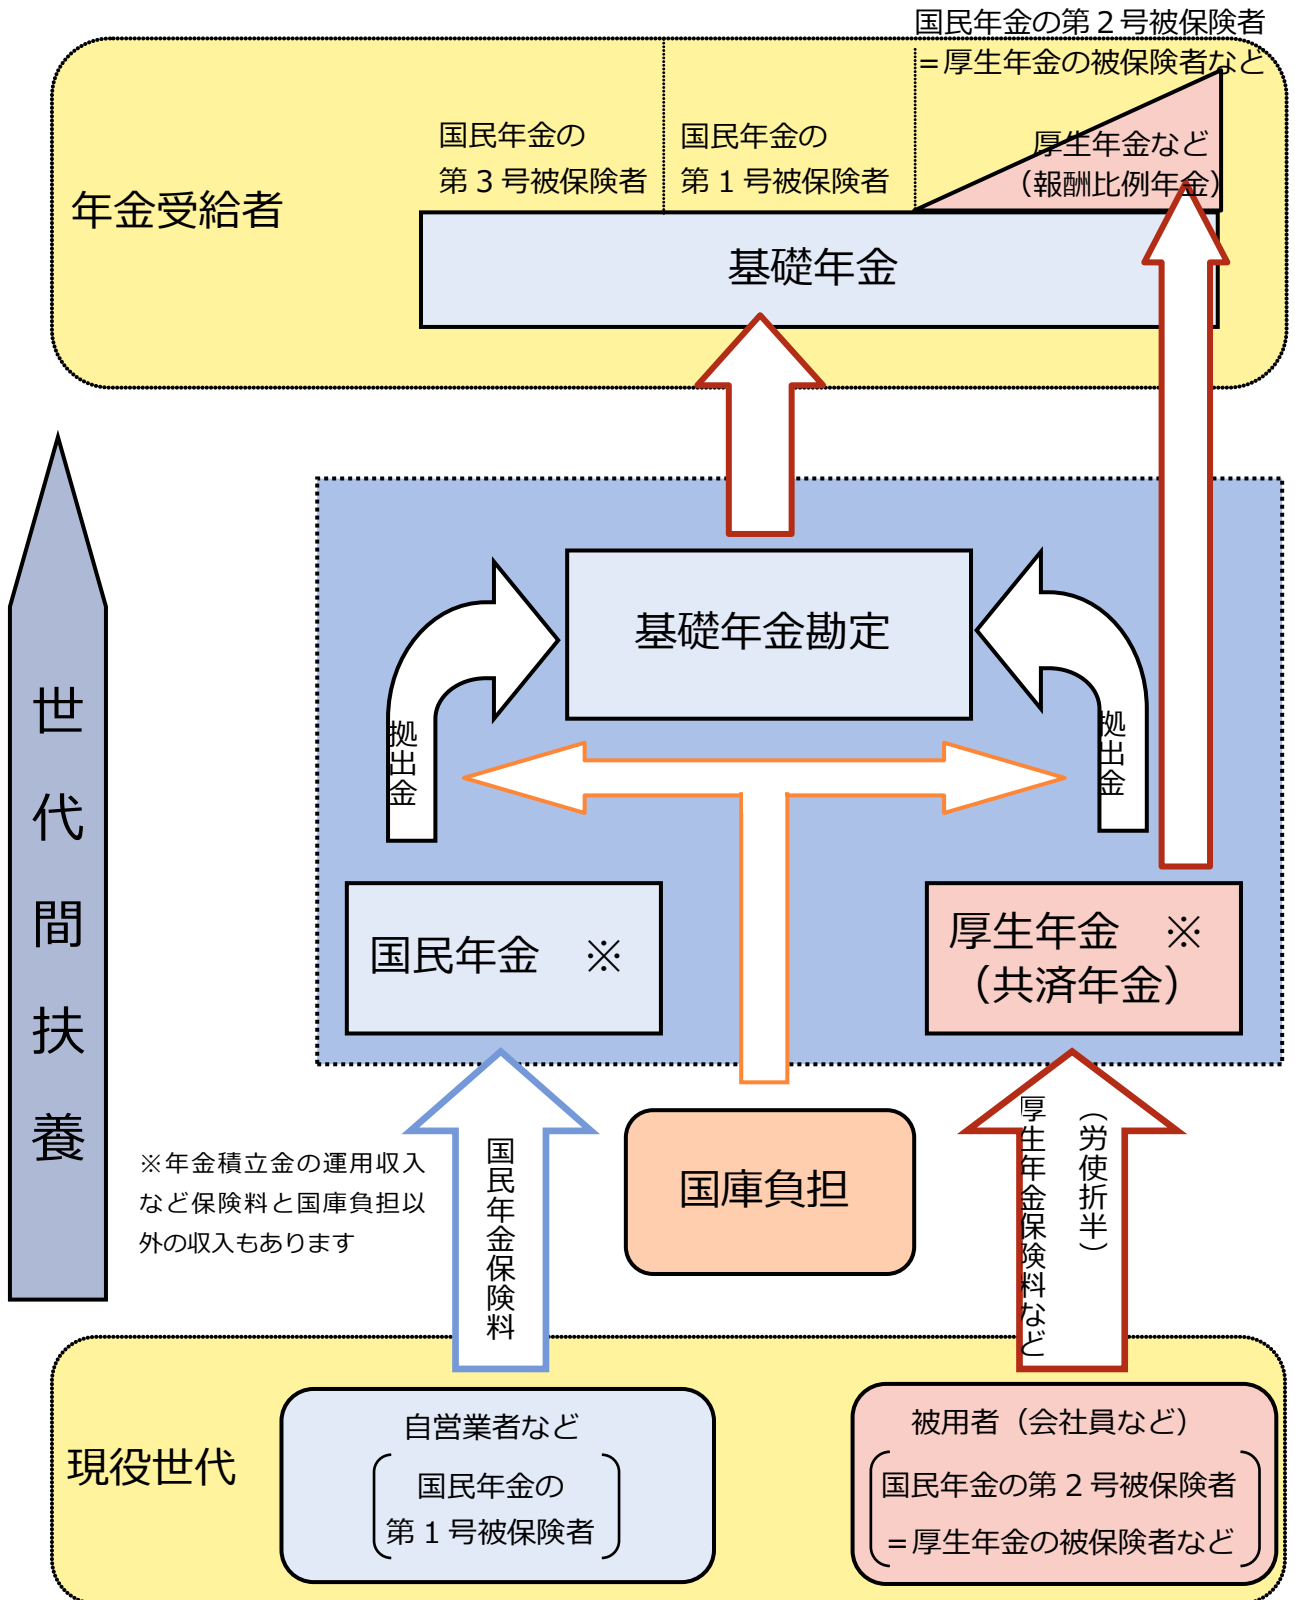 国民年金の第２号被保険者
＝厚生年金の被保険者など
国民年金の
第３号被保険者
国民年金の
第１号被保険者
厚生年金など
（報酬比例年金）
年金受給者
基礎年金
世代間扶養
基礎年金勘定
拠出金
拠出金
国民年金　※
厚生年金　※
（共済年金）
※年金積立金の運用収入
など保険料と国庫負担以
外の収入もあります
国民年金保険料
国庫負担
（労使折半）
厚生年金保険料など
現役世代
自営業者など
国民年金の
第１号被保険者
被用者（会社員など）
国民年金の第２号被保険者
＝厚生年金の被保険者など